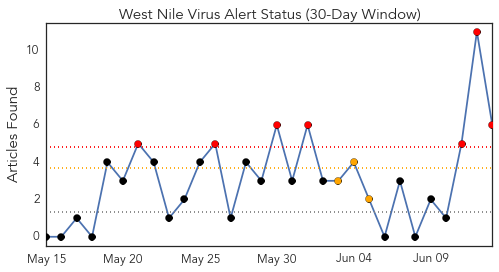 West Nile Virus Alert Status (30-Day Window)
Articles Found
10
8
6
4
2
0
May 15 May 20 May 25 May 30 Jun 04 Jun 09